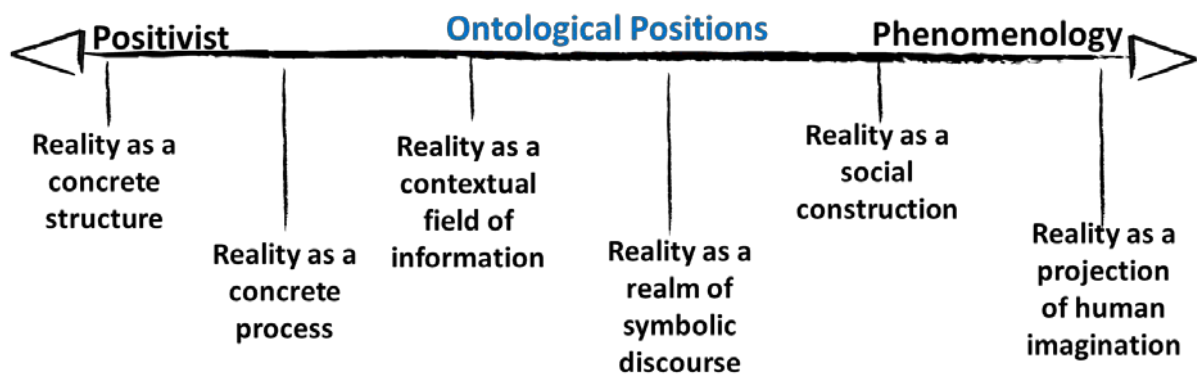 Ontological Positions
Positivist
Phenomenology
Reality as a
concrete
structure
Reality as a
concrete
process
Reality as a
contextual
field of
information
Reality as a
realm of
symbolic
discourse
Reality as a
social
construction
Reality as a
projection
of human
imagination